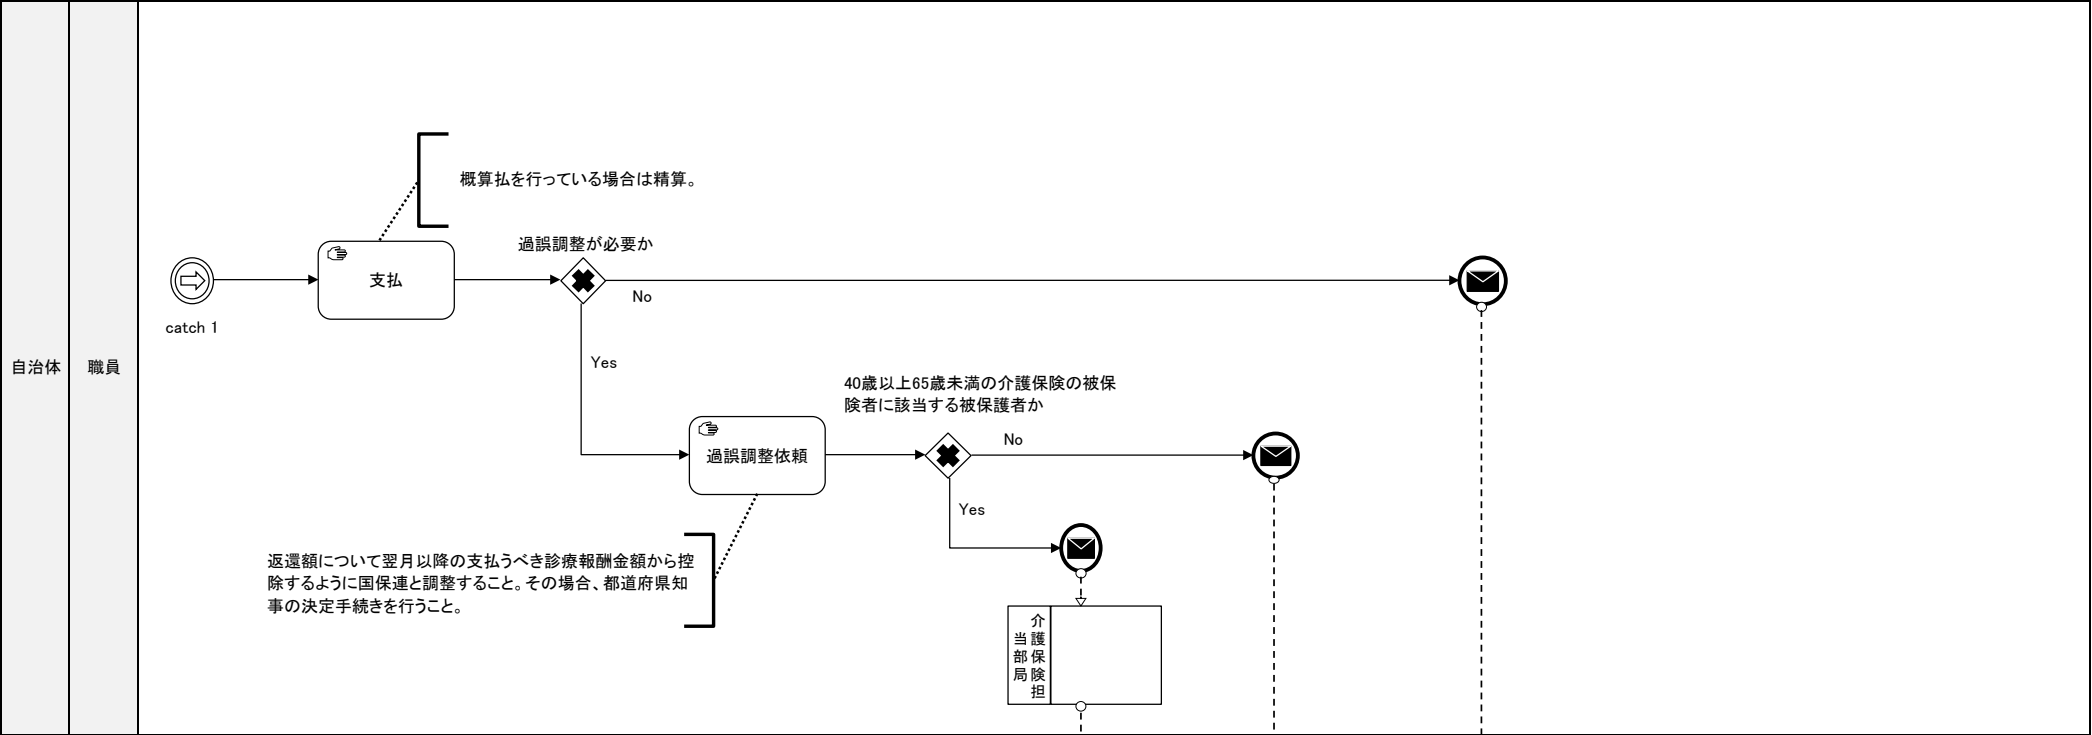 自治体
職員
概算払を行っている場合は精算。
過誤調整が必要か
支払
No
catch 1
Yes
40歳以上65歳未満の介護保険の被保
険者に該当する被保護者か
No
過誤調整依頼
Yes
返還額について翌月以降の支払うべき診療報酬金額から控
除するように国保連と調整すること。その場合、都道府県知
事の決定手続きを行うこと。
介護保険担
当部局